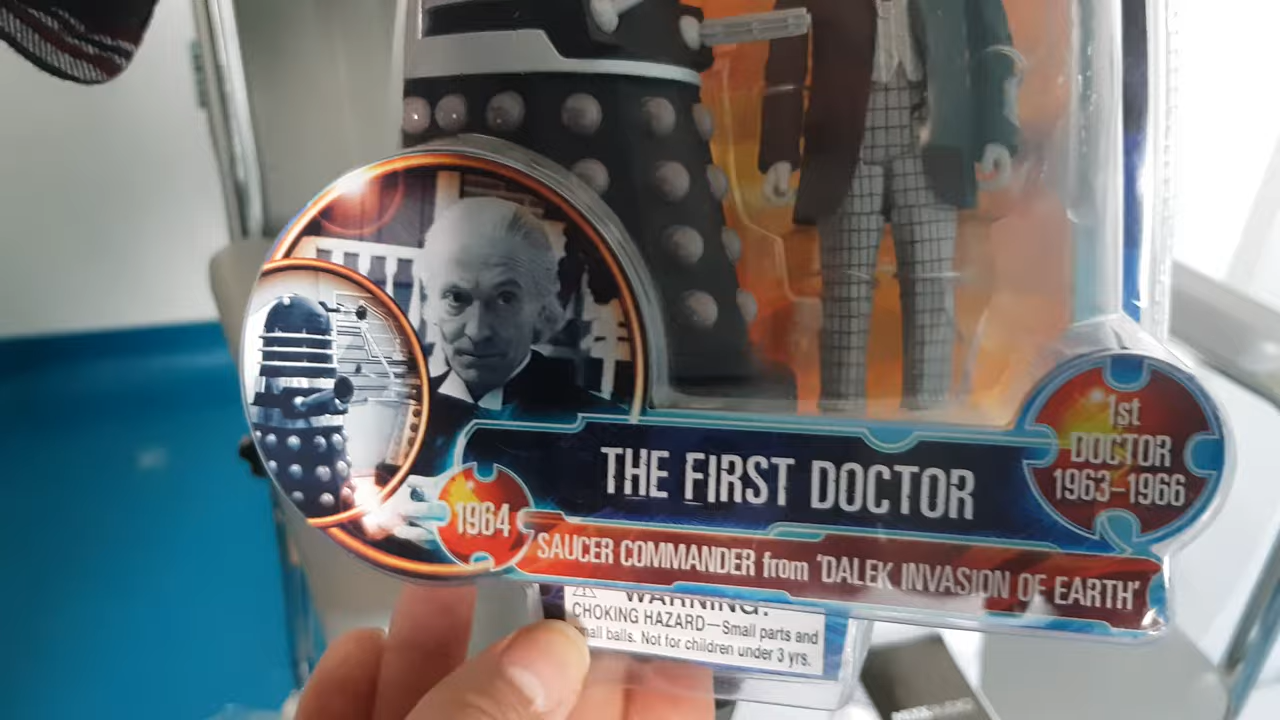 1st
DOCTOR
1963-1966
THE FIRST DOCTOR
1964
SAUCER COMMANDER from 'DALEK INVASION OF EARTH'
WARNING:
CHOKING HAZARD—Small parts and
small balls. Not for children under 3 yrs.